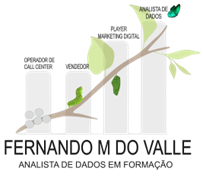 ANALISTA DE
DADOS
PLAYER
MARKETING DIGITAL
OPERADOR DE
CALL CENTER
VENDEDOR
FERNANDO M DO VALLE
ANALISTA DE DADOS EM FORMAÇÃO